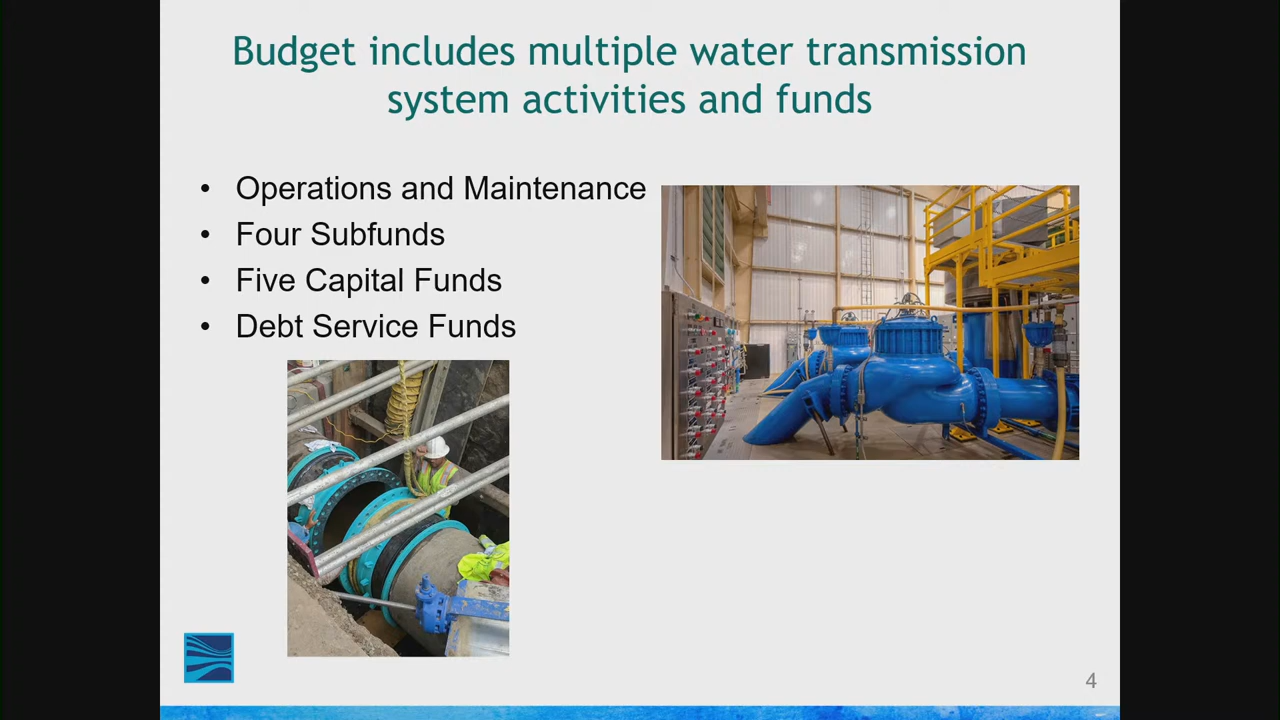 Budget includes multiple water transmission
system activities and funds
• Operations and Maintenance
• Four Subfunds
• Five Capital Funds
• Debt Service Funds
4